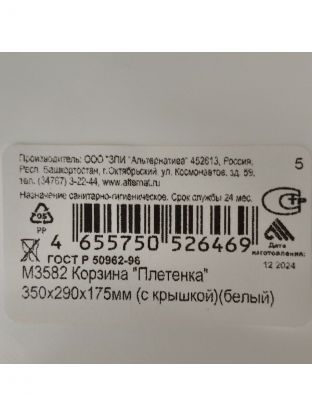 Производитель: ООО "ЗПИ "Альтернатива" 452613, Россия,
Респ. Башкортостан, г.Октябрьский, ул. Космонавтов, зд. 59,
тел. (34767) 3-22-44, www.alternat.ru
5
Назначение санитарно-гигиеническое. Срок службы 24 мес.
05
PP
4 655750 526469
Дата
изготовления:
12.2024
ГОСТ Р 50962-96
М3582 Корзина "Плетенка"
350х290х175мм (с крышкой)(белый)